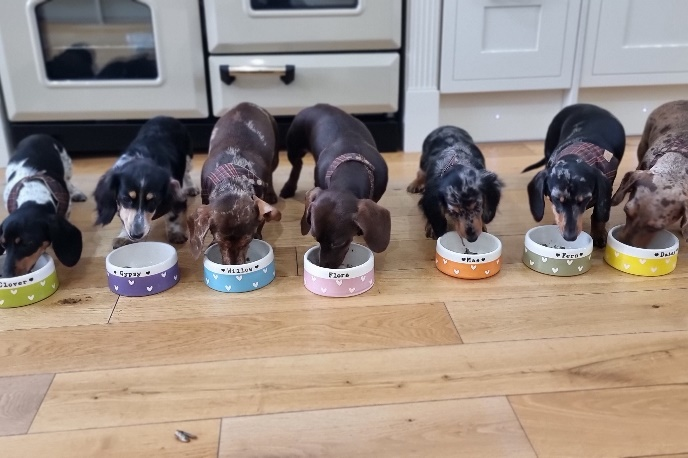 Clover
♥Gypsy♥
♥Willow♥
Flora
♥Mae♥
♥Fern♥
♥Daisy